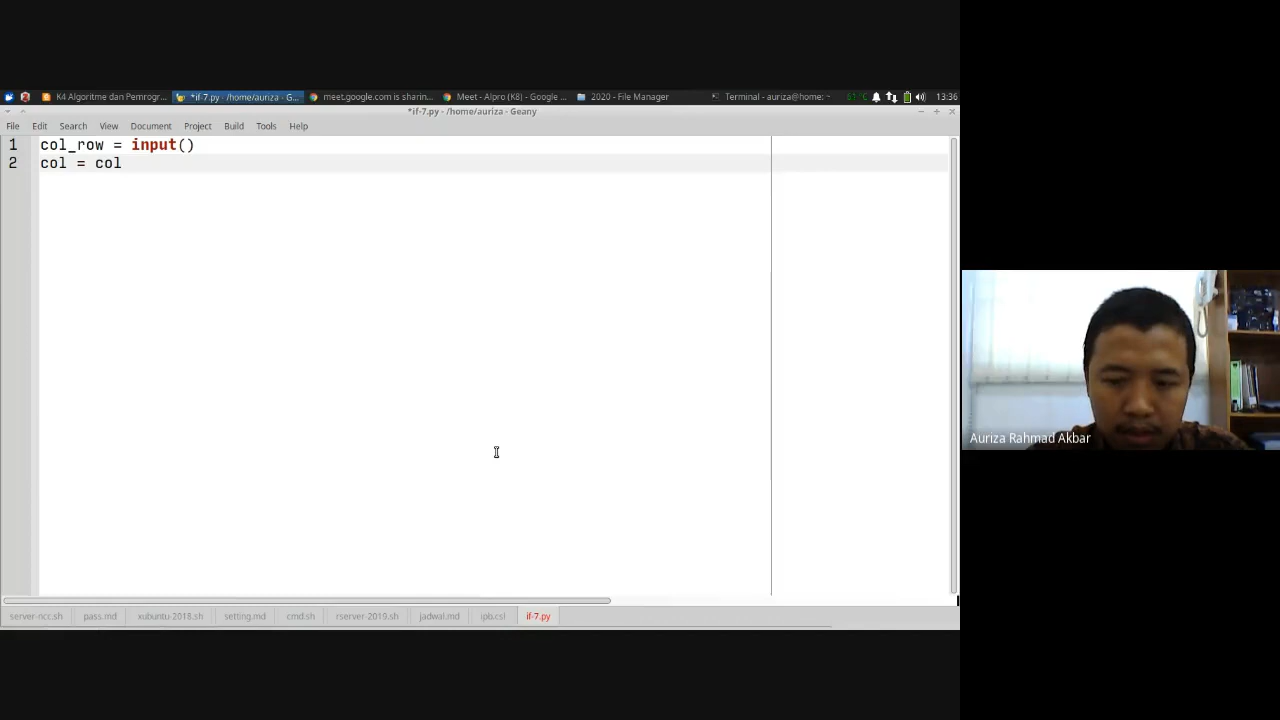 K4 Algoritme dan Pemrogr... *if-7.py - /home/auriza - G... meet.google.com is sharin... Meet - Alpro (K8) - Google ... 2020 - File Manager Terminal - auriza@home: ~ 61°C 13:36
*if-7.py - /home/auriza - Geany
File Edit Search View Document Project Build Tools Help
1 col_row = input()
2 col = col
Auriza Rahmad Akbar
server-ncc.sh pass.md xubuntu-2018.sh setting.md cmd.sh rserver-2019.sh jadwal.md ipb.csl if-7.py